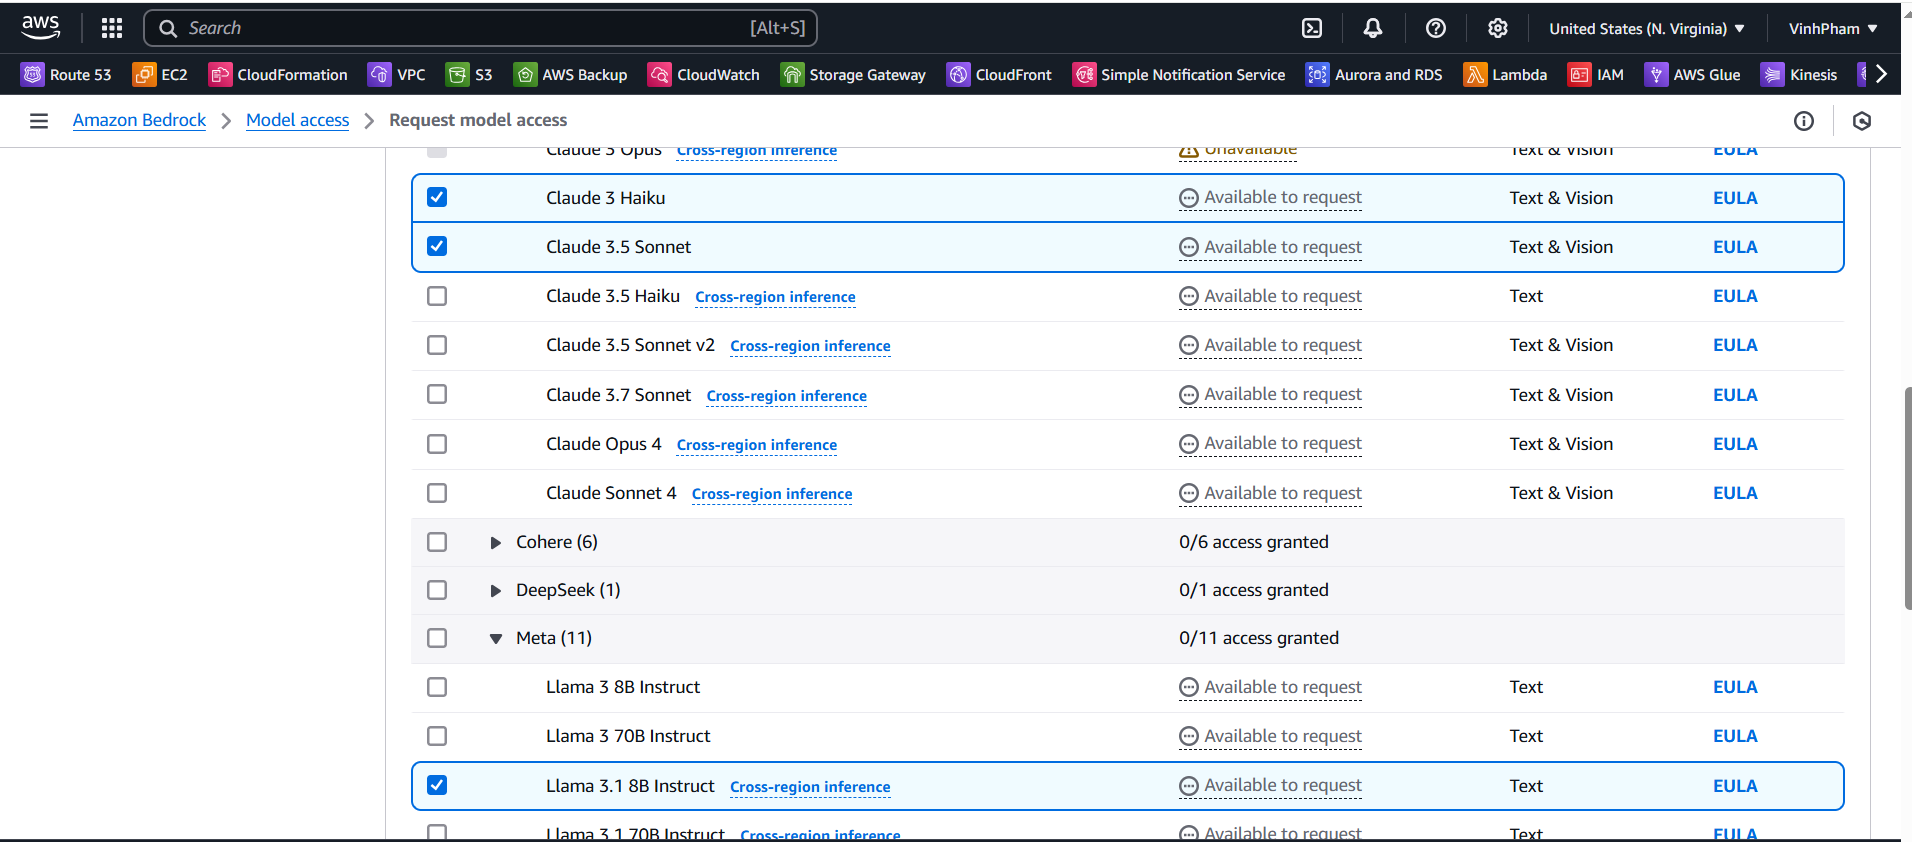 aws Search [Alt+S] United States (N. Virginia) VinhPham
Route 53 EC2 CloudFormation VPC S3 AWS Backup CloudWatch Storage Gateway CloudFront Simple Notification Service Aurora and RDS Lambda IAM AWS Glue Kinesis
Amazon Bedrock Model access Request model access
Claude 3 Opus Cross-region inference Unavailable Text & Vision EULA
Claude 3 Haiku Available to request Text & Vision EULA
Claude 3.5 Sonnet Available to request Text & Vision EULA
Claude 3.5 Haiku Cross-region inference Available to request Text EULA
Claude 3.5 Sonnet v2 Cross-region inference Available to request Text & Vision EULA
Claude 3.7 Sonnet Cross-region inference Available to request Text & Vision EULA
Claude Opus 4 Cross-region inference Available to request Text & Vision EULA
Claude Sonnet 4 Cross-region inference Available to request Text & Vision EULA
Cohere (6) 0/6 access granted
DeepSeek (1) 0/1 access granted
Meta (11) 0/11 access granted
Llama 3 8B Instruct Available to request Text EULA
Llama 3 70B Instruct Available to request Text EULA
Llama 3.1 8B Instruct Cross-region inference Available to request Text EULA
Llama 3.1 70B Instruct Cross-region inference Available to request Text EULA